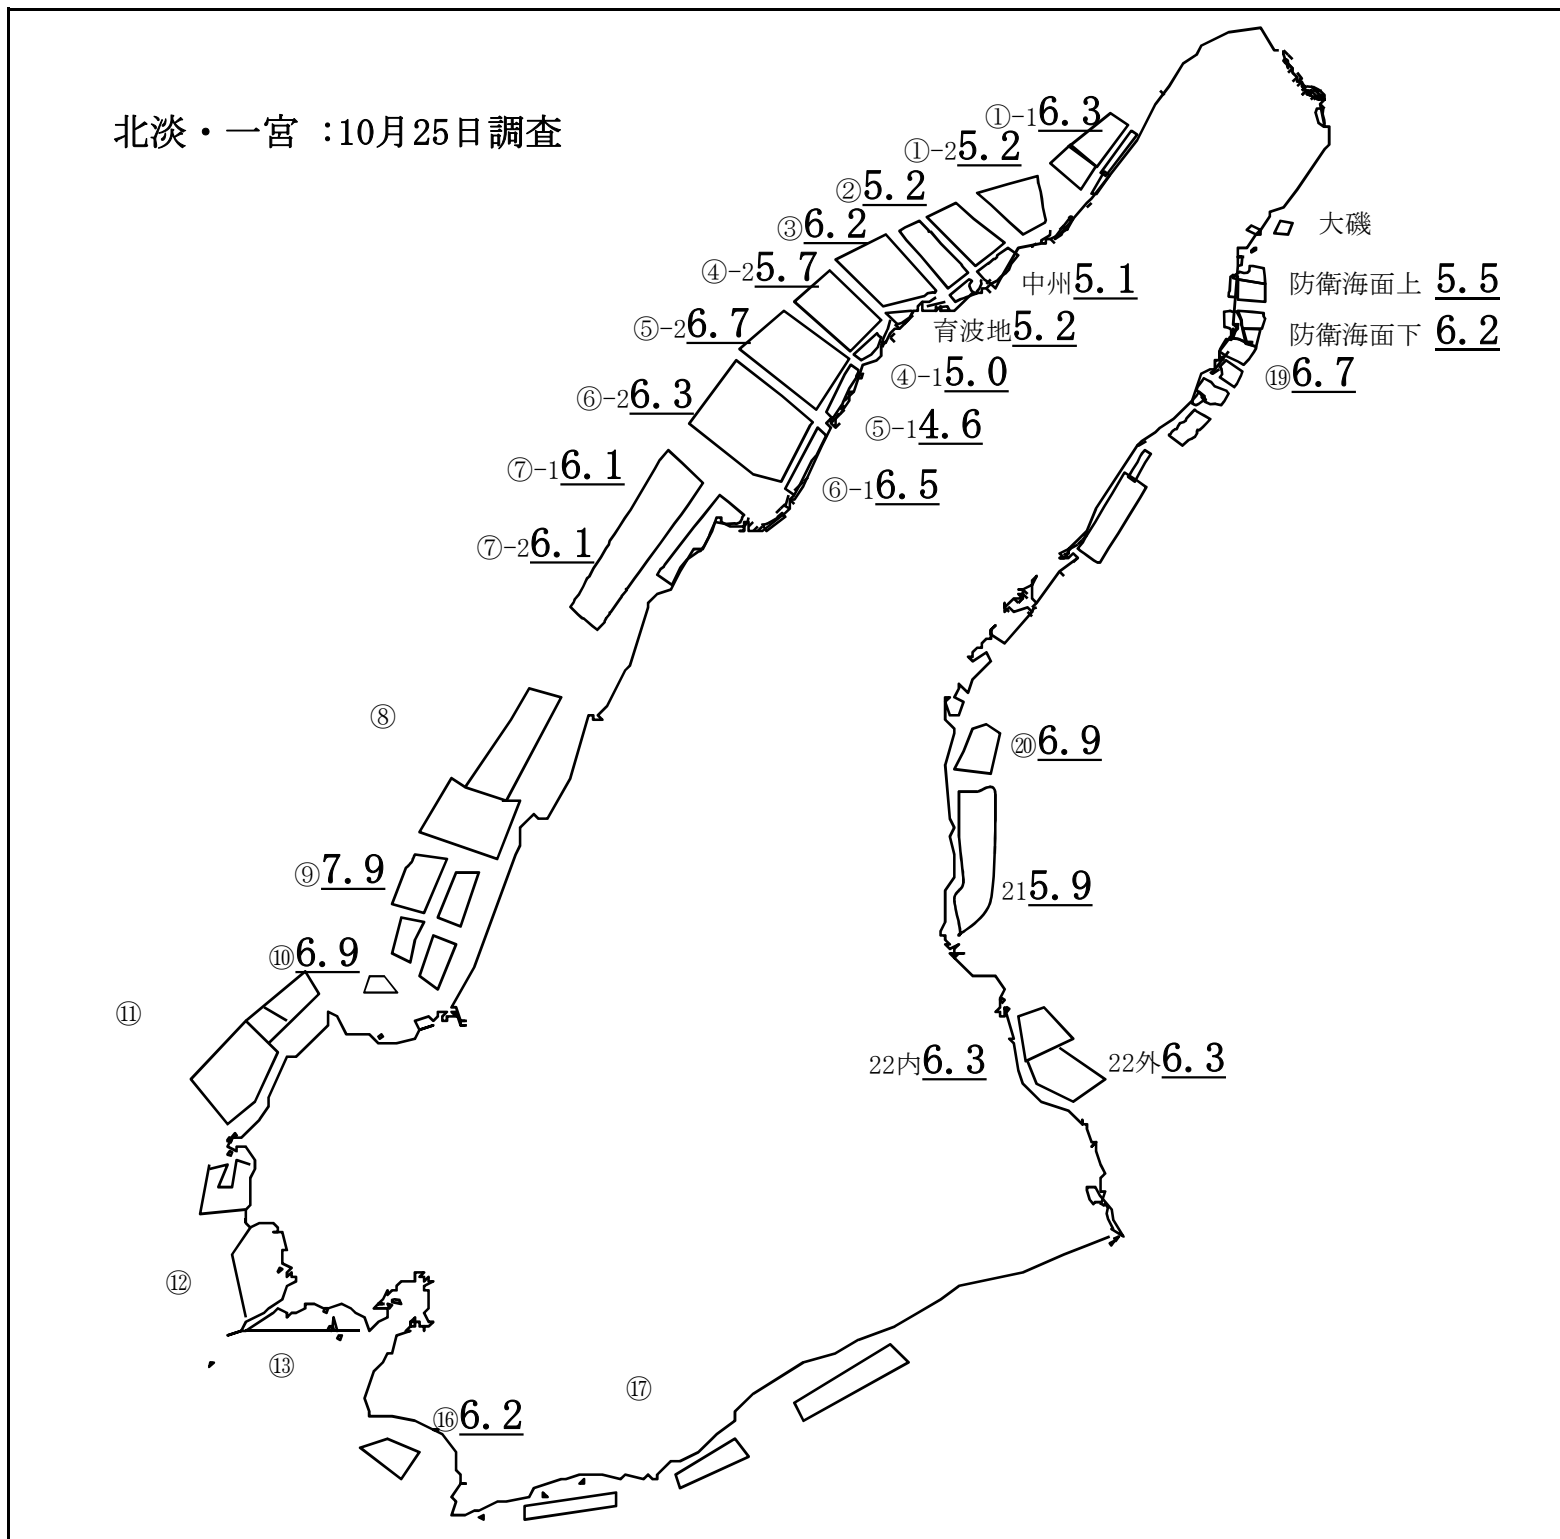 北淡・一宮 :10月25日調査
①-16.3
①-25.2
②5.2
③6.2
④-25.7
⑤-26.7
⑥-26.3
⑦-16.1
⑦-26.1
大磯
中州5.1
防衛海面上 5.5
育波地5.2
防衛海面下 6.2
④-15.0
⑲6.7
⑤-14.6
⑥-16.5
⑧
⑳6.9
⑨7.9
215.9
⑩6.9
⑪
22内6.3
22外6.3
⑫
⑬
⑰
⑯6.2